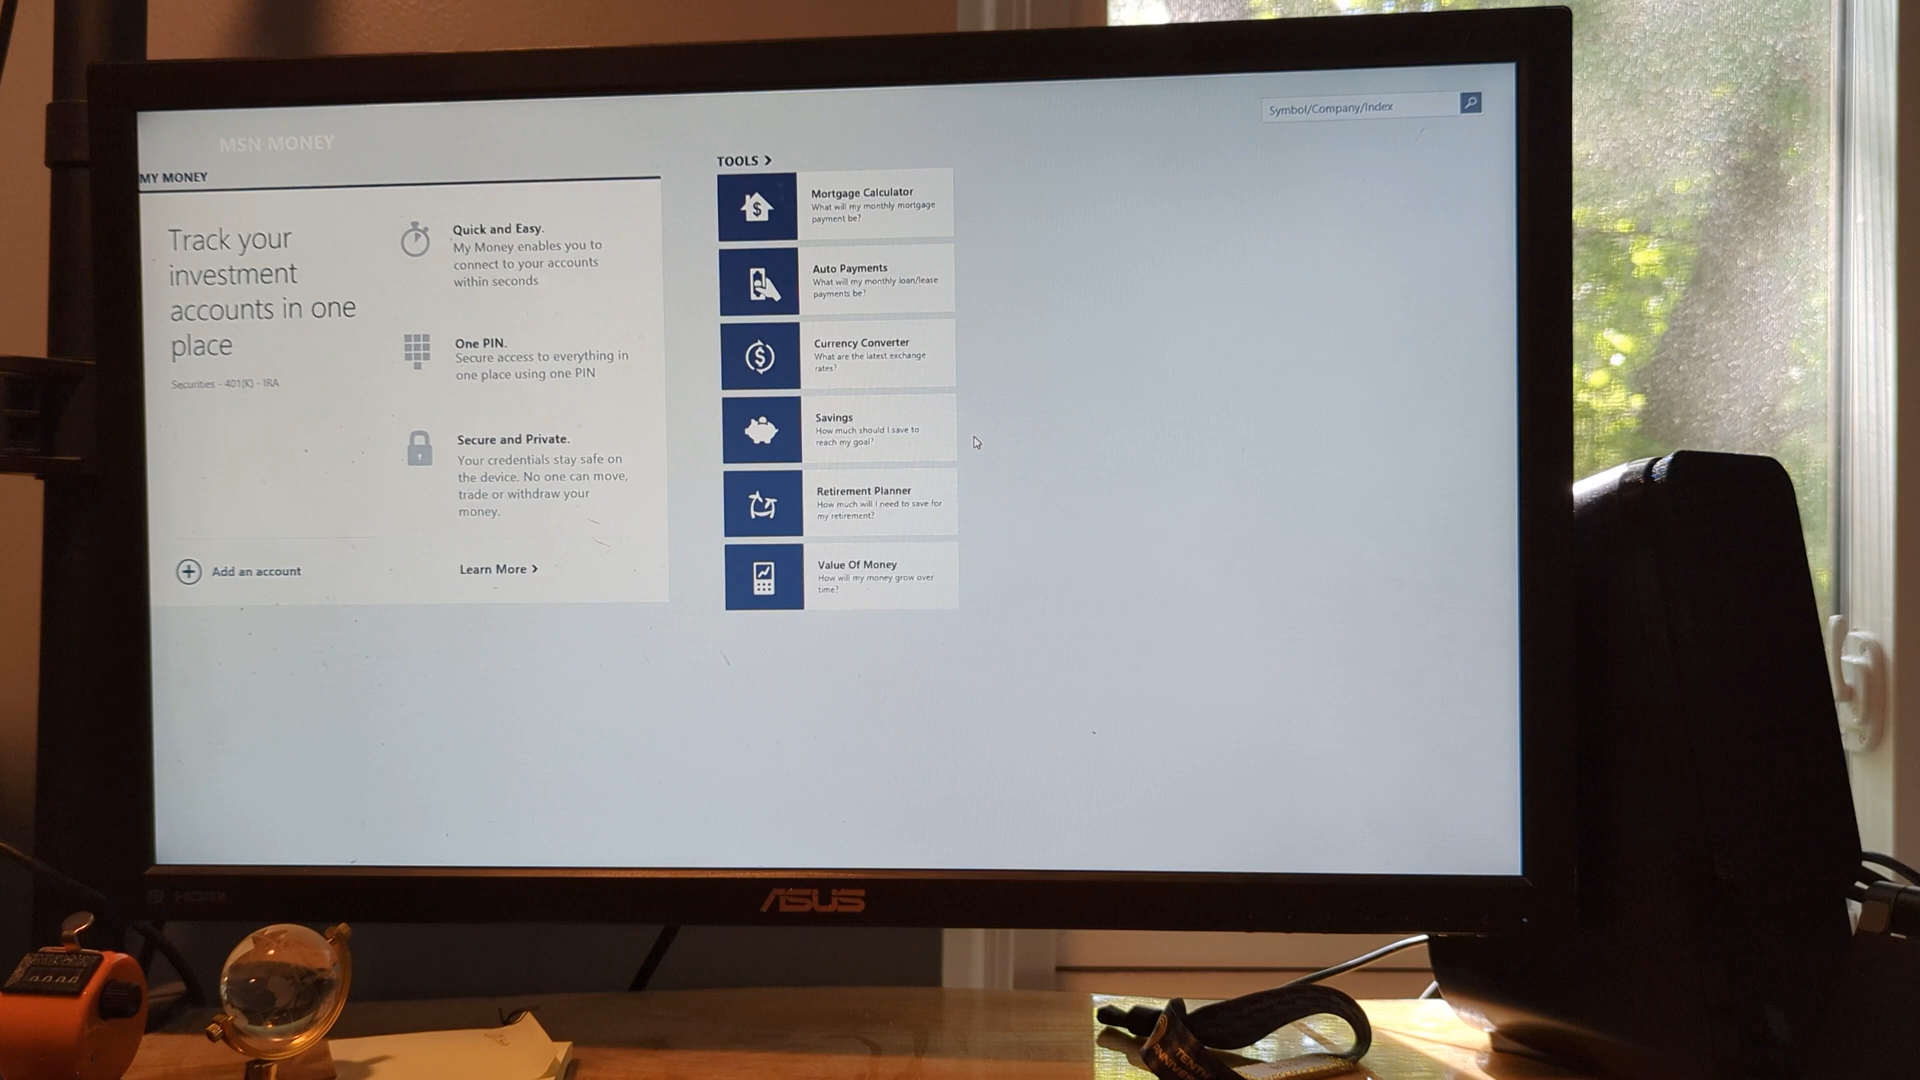 MSN MONEY
Symbol/Company/Index
MY MONEY
Track your
investment
accounts in one
place
Securities - 401(K) - IRA
Quick and Easy.
My Money enables you to
connect to your accounts
within seconds
One PIN.
Secure access to everything in
one place using one PIN
Secure and Private.
Your credentials stay safe on
the device. No one can move,
trade or withdraw your
money.
Add an account
Learn More >
TOOLS >
Mortgage Calculator
What will my monthly mortgage
payment be?
Auto Payments
What will my monthly loan/lease
payments be?
Currency Converter
What are the latest exchange
rates?
Savings
How much should I save to
reach my goal?
Retirement Planner
How much will I need to save for
my retirement?
Value Of Money
How will my money grow over
time?
HDMI
ASUS
TENTH